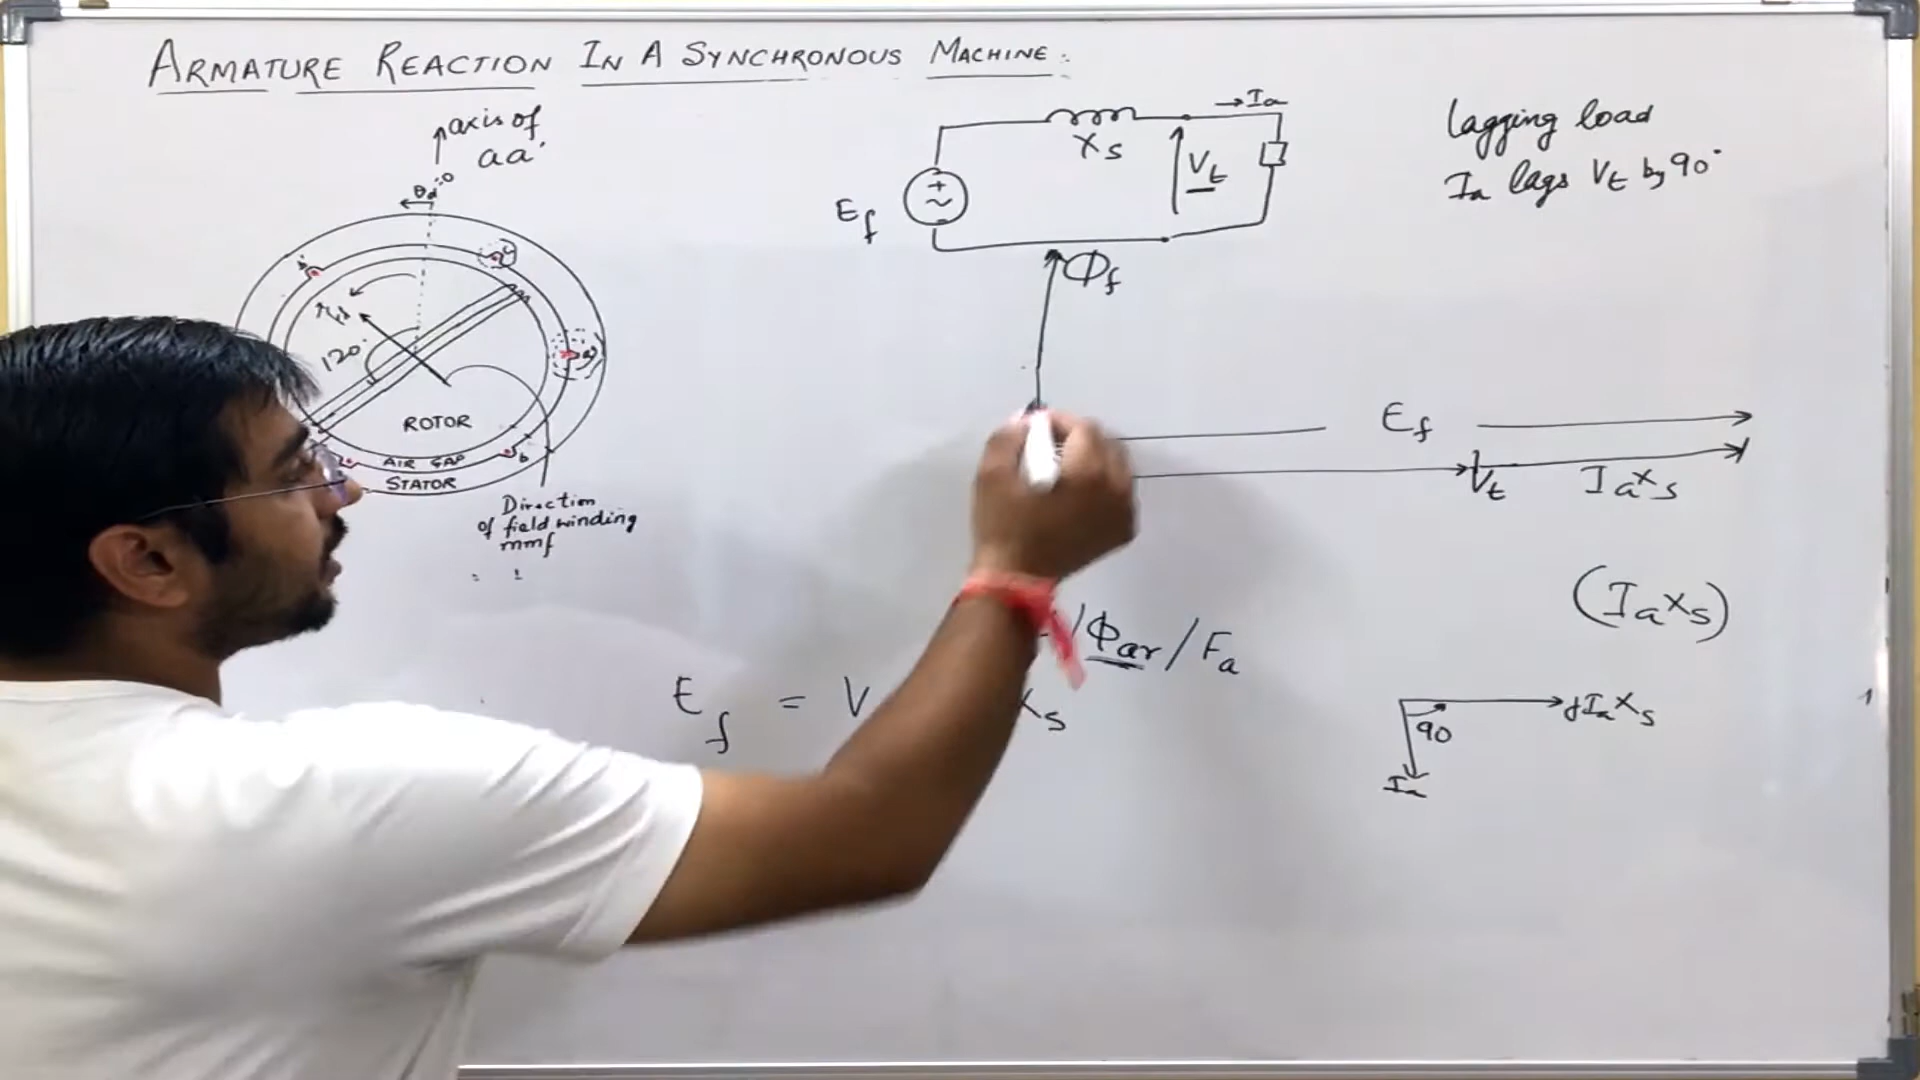 ARMATURE REACTION IN A SYNCHRONOUS MACHINE:
axis of
aa'
c
a
b
120°
ROTOR
AIR GAP
STATOR
Direction
of field winding
mmf
Ia
Xs
Vt
Ef
Φf
lagging load
Ia lags Vt by 90°
Ef
Vt
IaXs
(IaXs)
/Φar/Fa
Ef = V
Xs
jIaXs
90
Ia